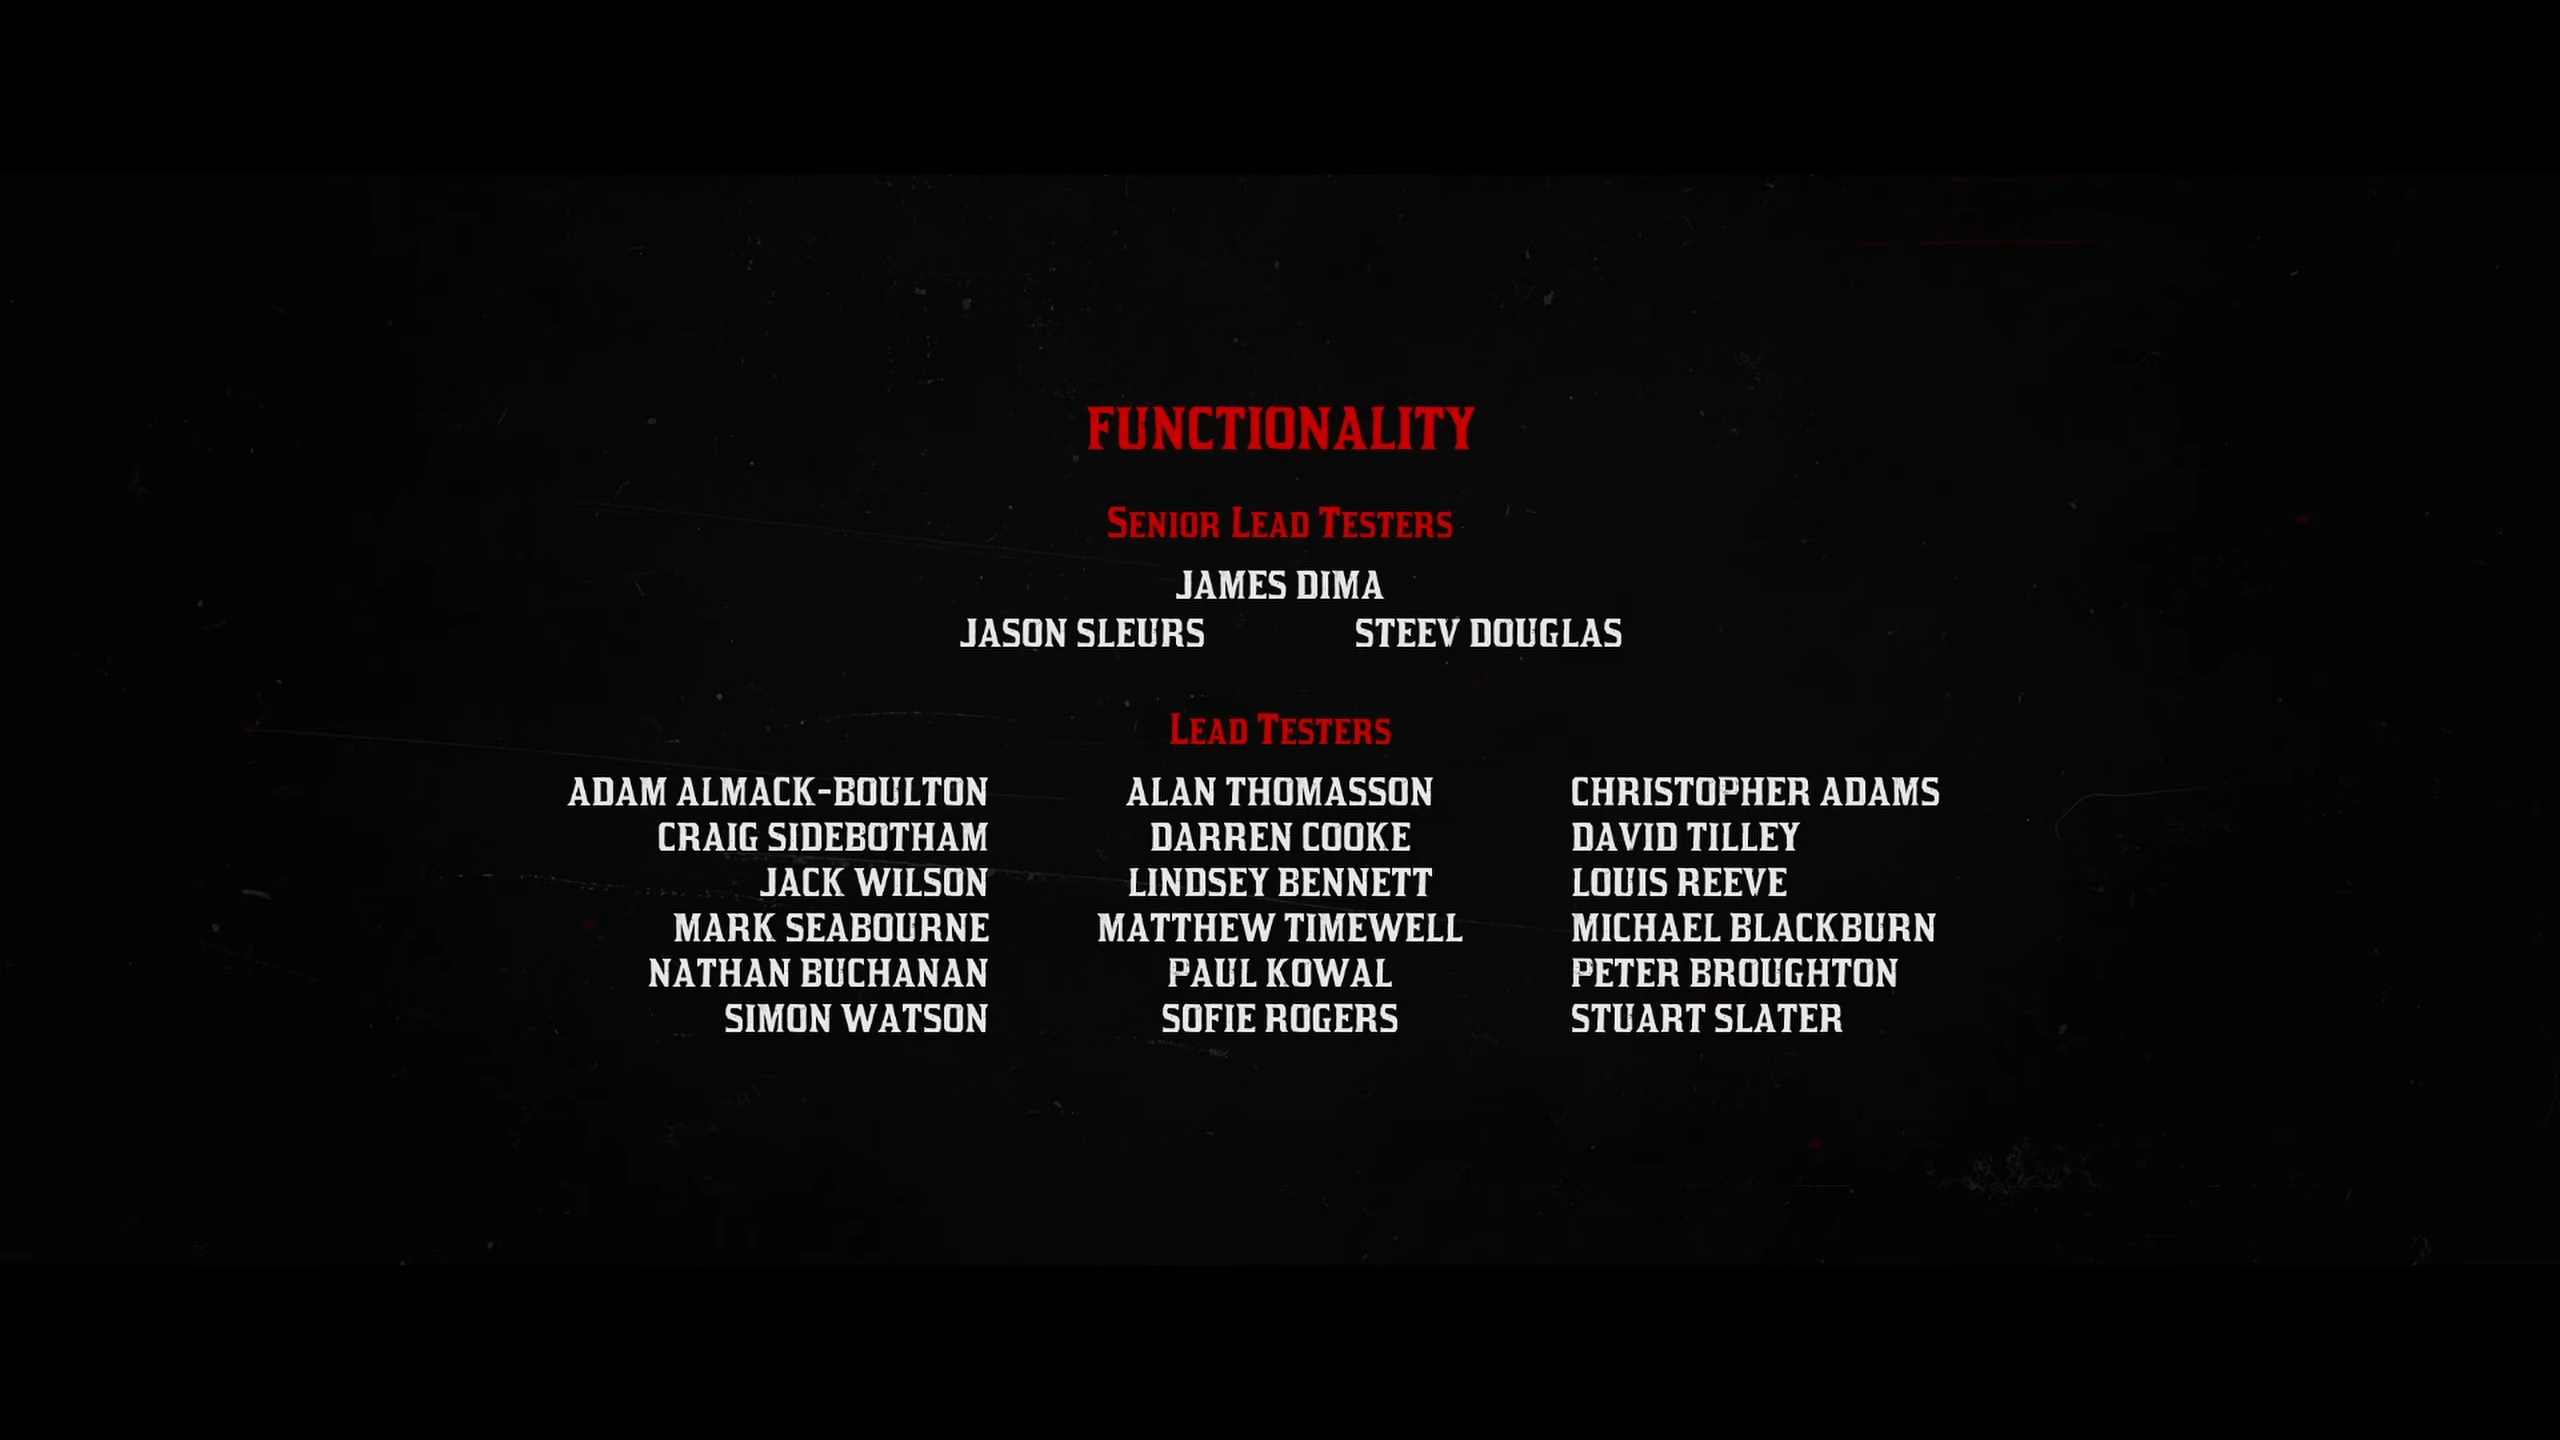 FUNCTIONALITY
SENIOR LEAD TESTERS
JAMES DIMA
JASON SLEURS STEEV DOUGLAS
LEAD TESTERS
ADAM ALMACK-BOULTON ALAN THOMASSON CHRISTOPHER ADAMS
CRAIG SIDEBOTHAM DARREN COOKE DAVID TILLEY
JACK WILSON LINDSEY BENNETT LOUIS REEVE
MARK SEABOURNE MATTHEW TIMEWELL MICHAEL BLACKBURN
NATHAN BUCHANAN PAUL KOWAL PETER BROUGHTON
SIMON WATSON SOFIE ROGERS STUART SLATER